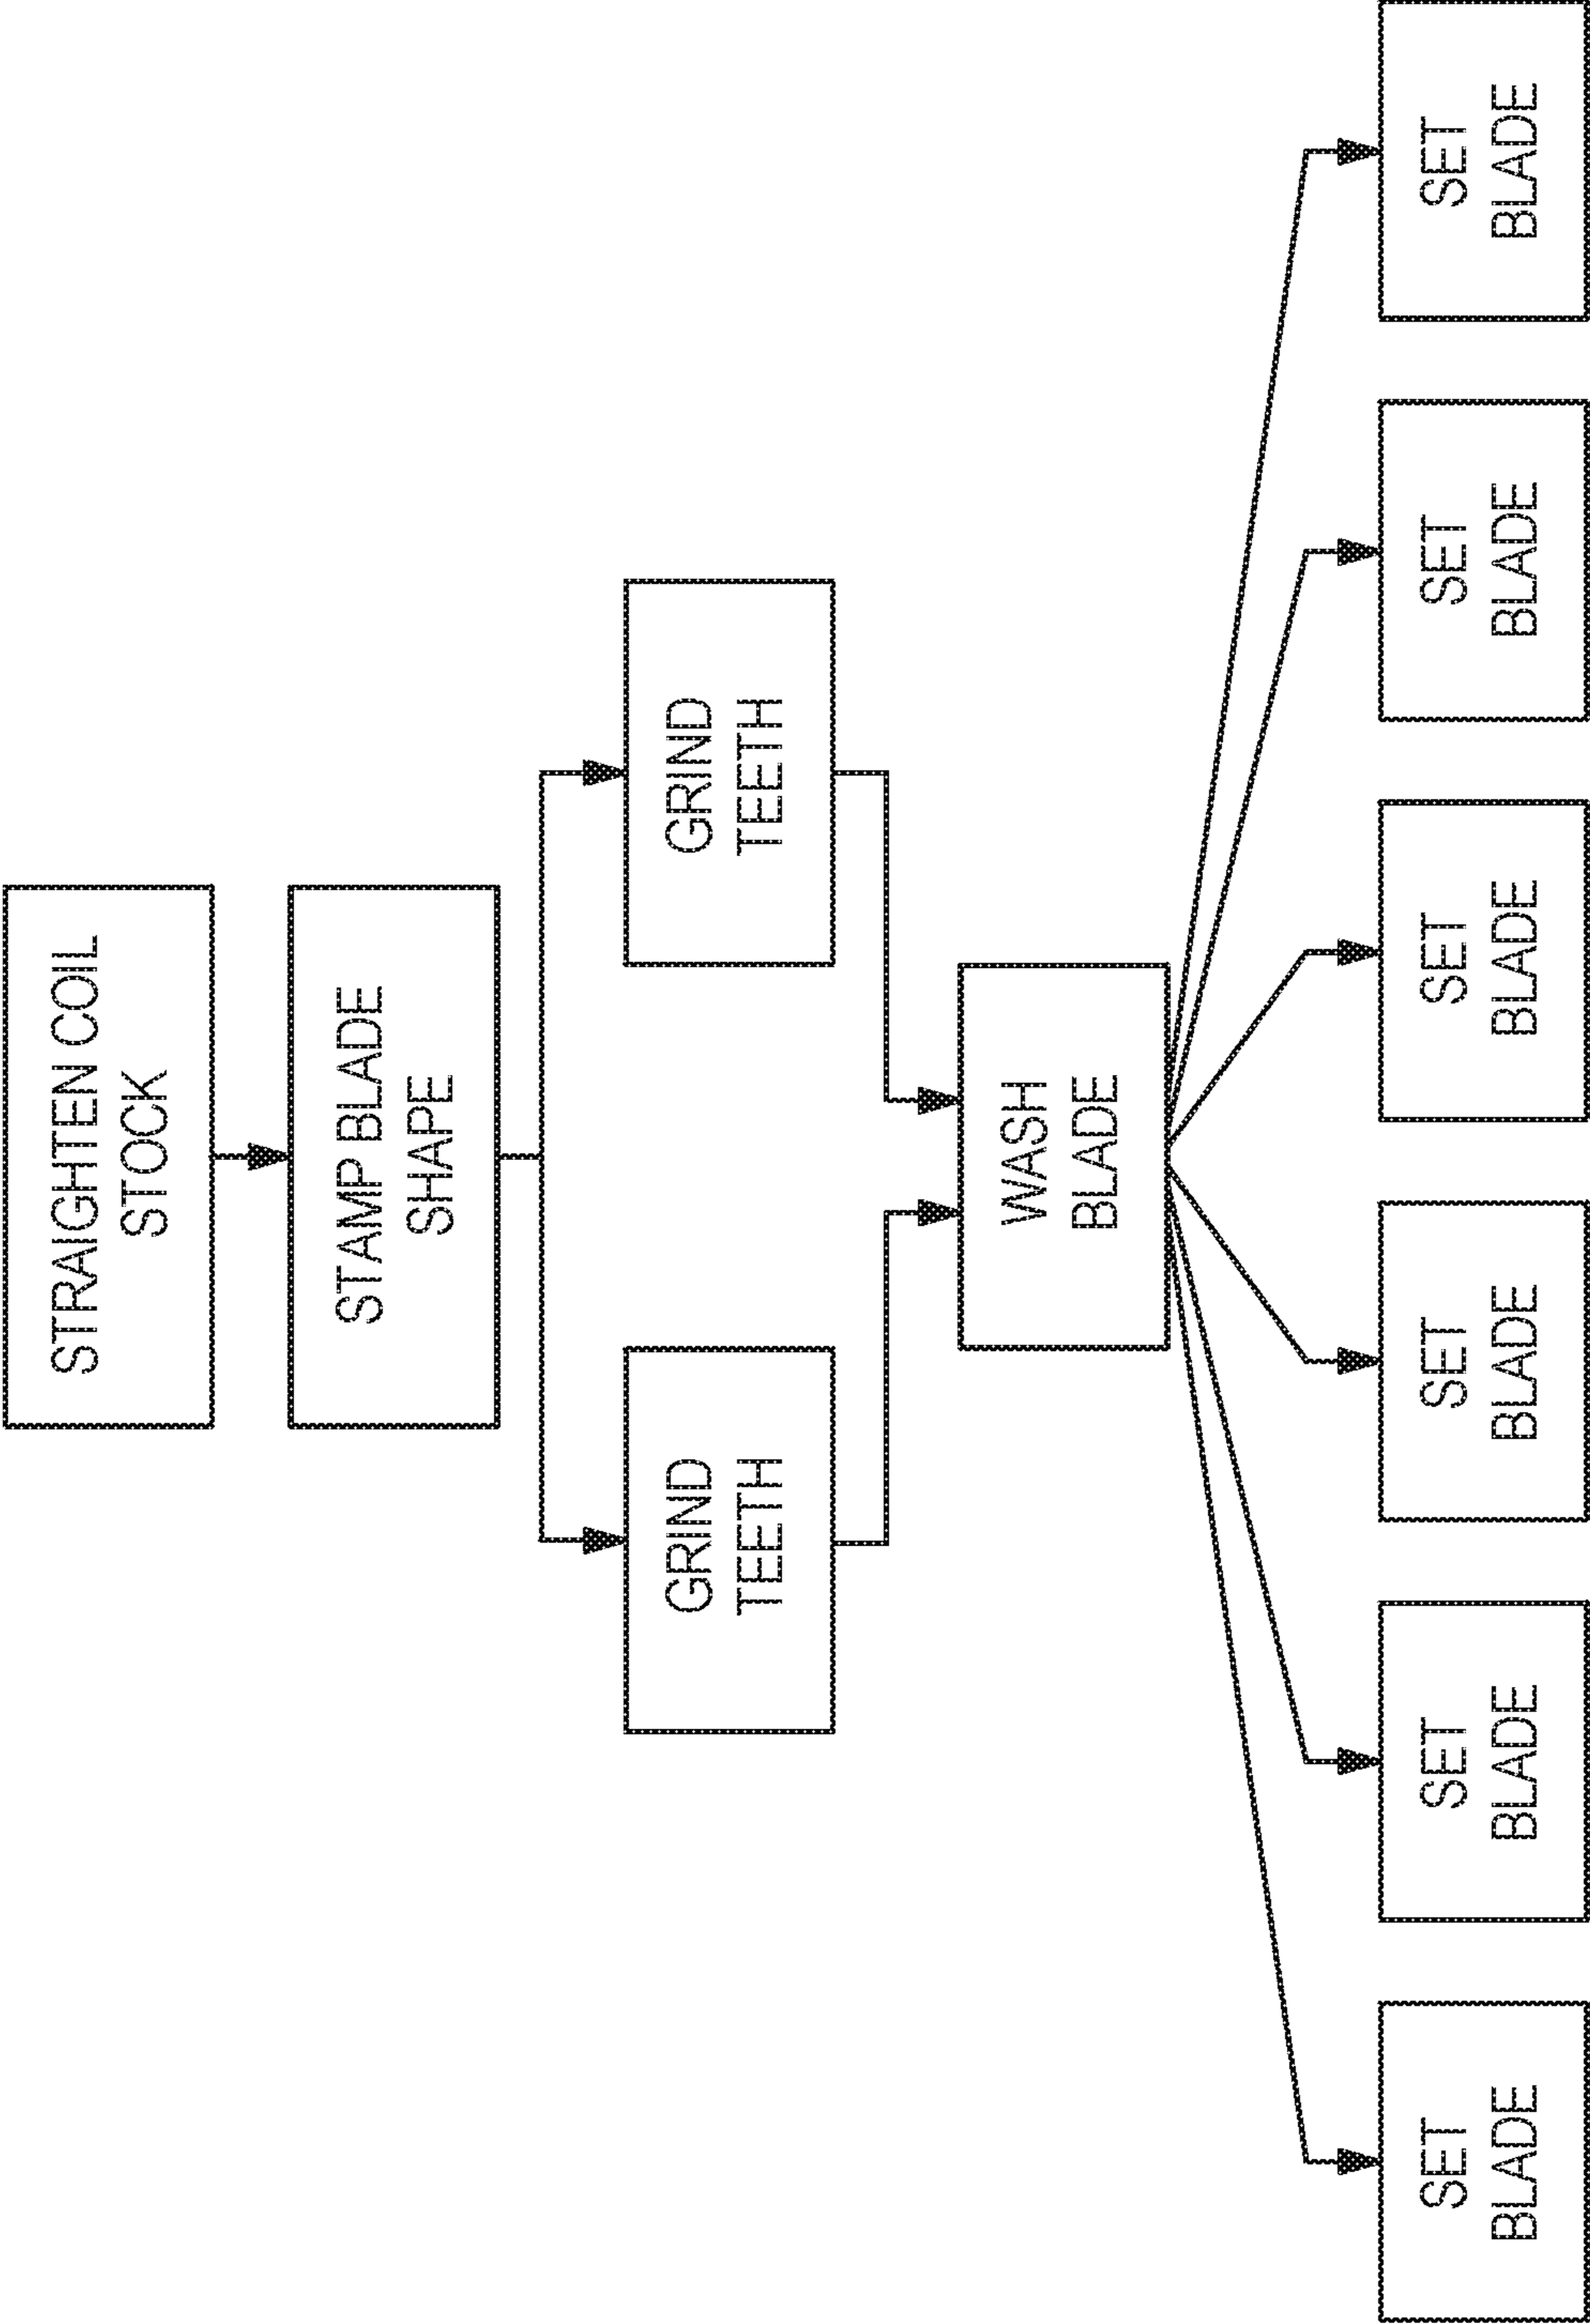 STRAIGHTEN COIL
STOCK
STAMP BLADE
SHAPE
GRIND
TEETH
GRIND
TEETH
WASH
BLADE
SET
BLADE
SET
BLADE
SET
BLADE
SET
BLADE
SET
BLADE
SET
BLADE